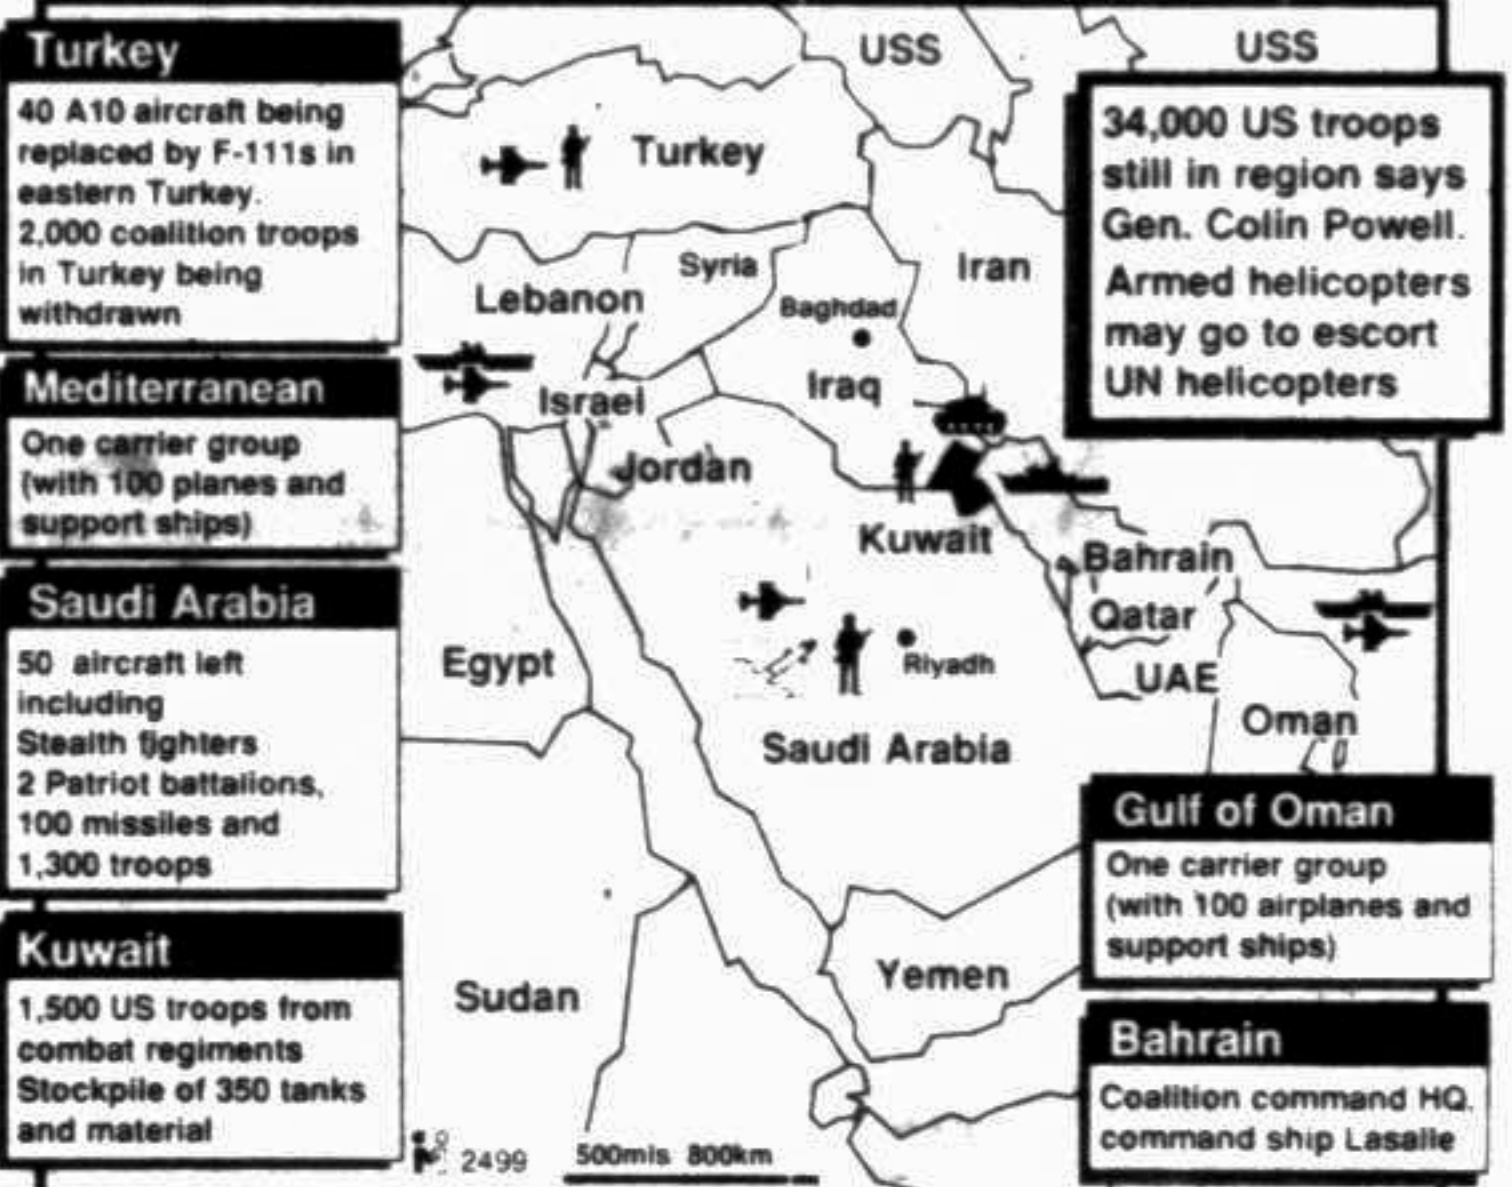 Turkey
40 A10 aircraft being
replaced by F-111s in
eastern Turkey.
2,000 coalition troops
in Turkey being
withdrawn
Mediterranean
One carrier group
(with 100 planes and
support ships)
Saudi Arabia
50 aircraft left
including
Stealth fighters
2 Patriot battalions,
100 missiles and
1,300 troops
Kuwait
1,500 US troops from
combat regiments
Stockpile of 350 tanks
and material
USS
USS
Turkey
Syria
Lebanon
Iran
Baghdad
Iraq
Israel
Jordan
Kuwait
Bahrain
Qatar
Egypt
Riyadh
UAE
Oman
Saudi Arabia
Sudan
Yemen
2499
500mls 800km
34,000 US troops
still in region says
Gen. Colin Powell.
Armed helicopters
may go to escort
UN helicopters
Gulf of Oman
One carrier group
(with 100 airplanes and
support ships)
Bahrain
Coalition command HQ.
command ship Lasalle